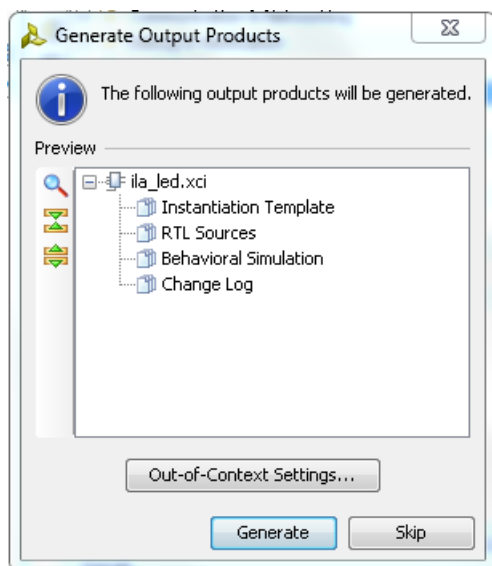 Generate Output Products
The following output products will be generated.
Preview
ila_led.xci
Instantiation Template
RTL Sources
Behavioral Simulation
Change Log
Out-of-Context Settings...
Generate
Skip